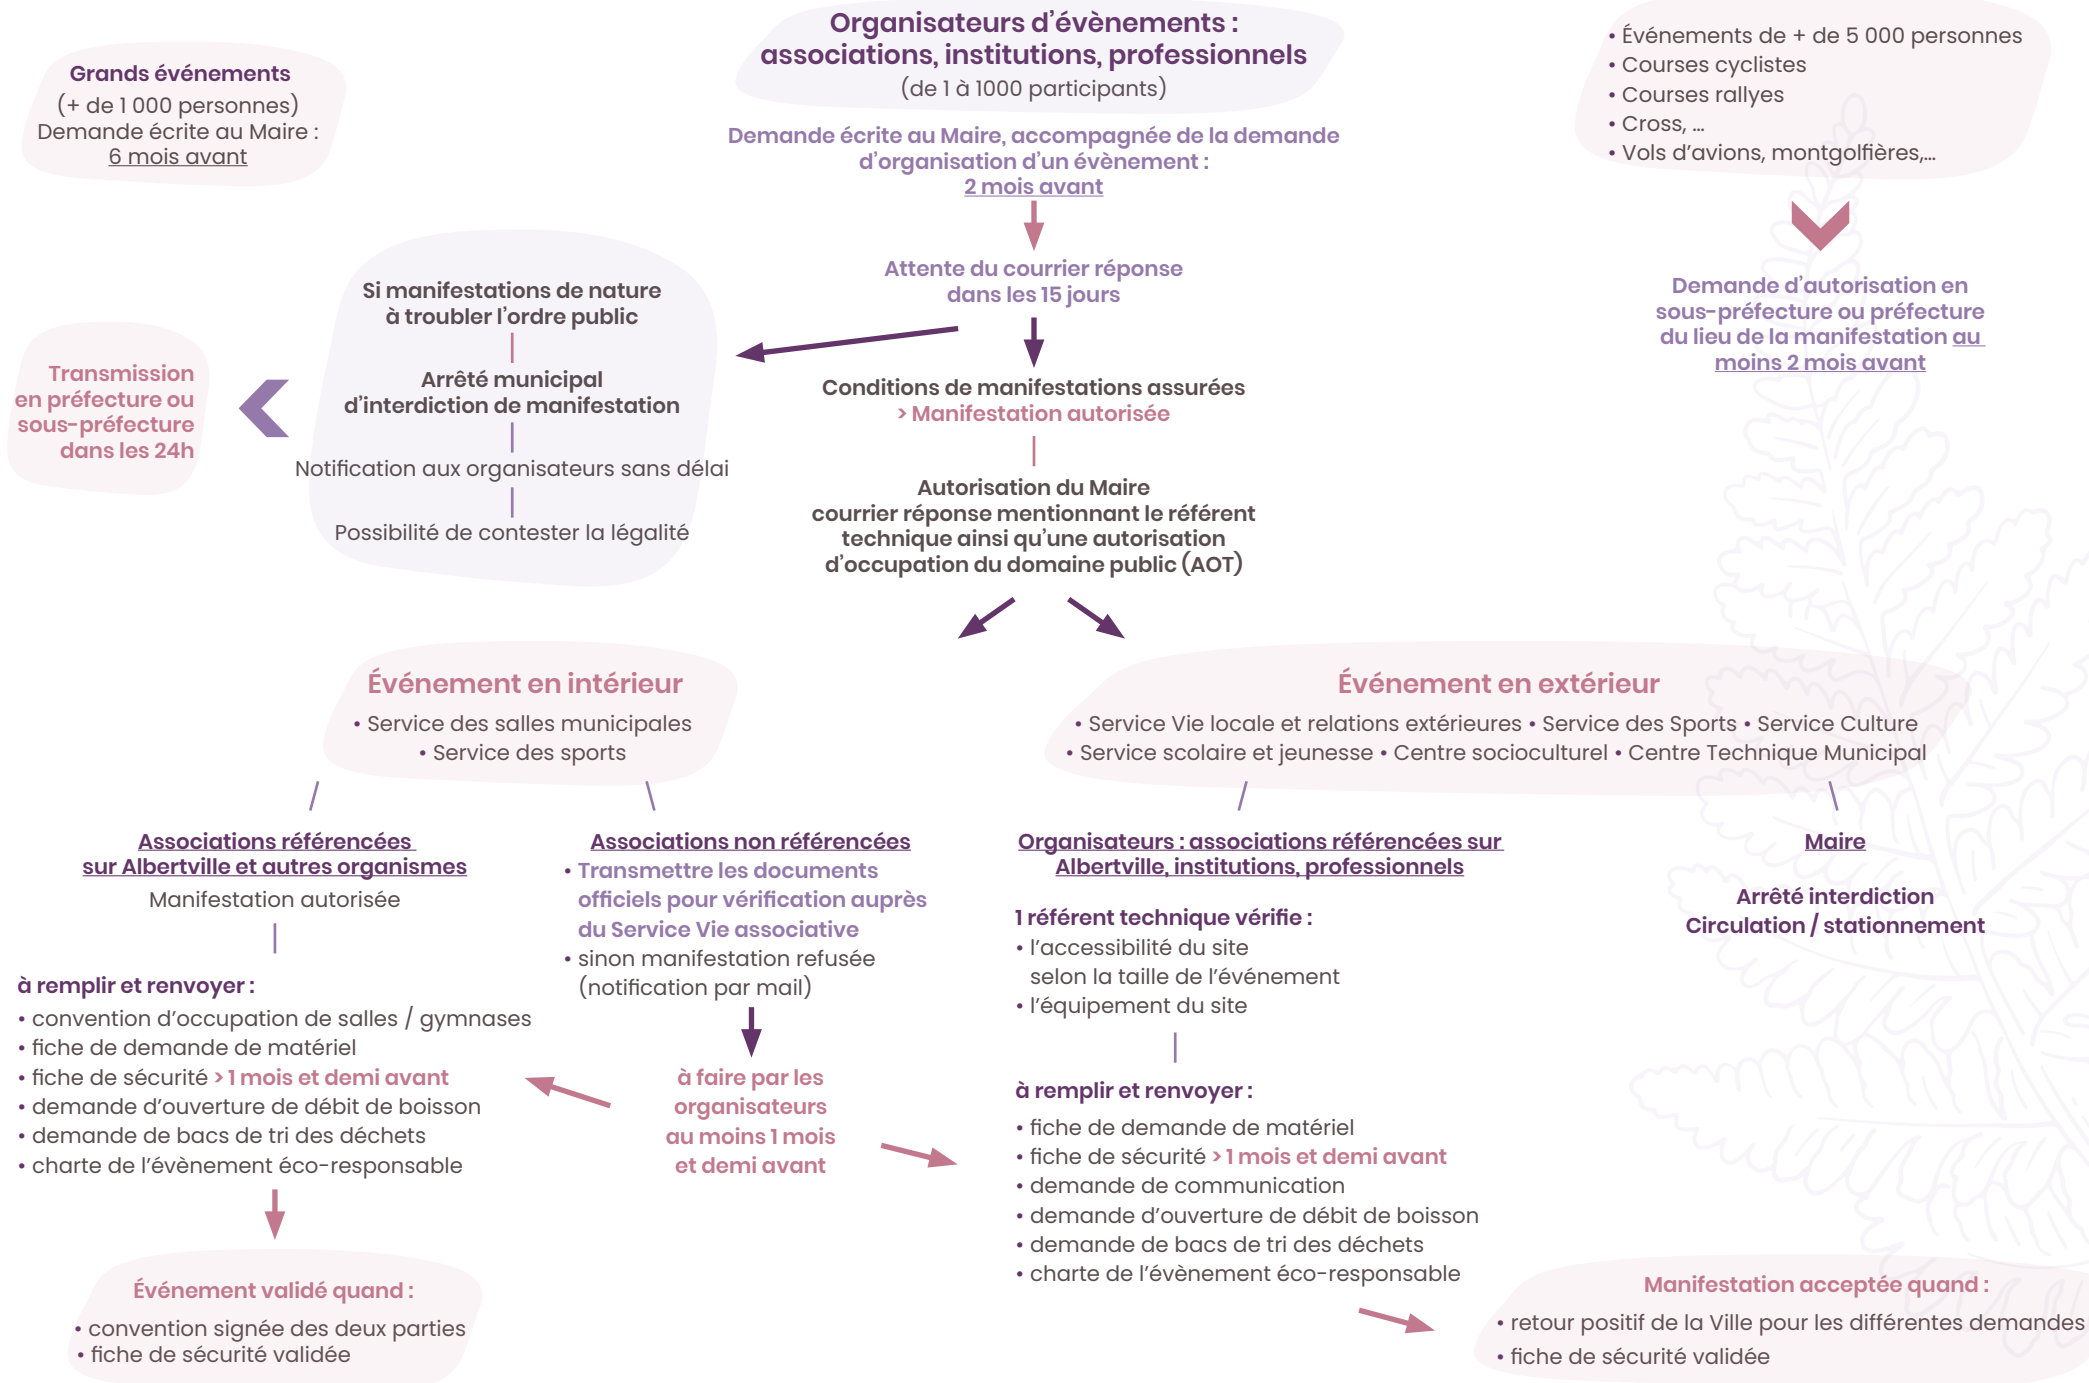 Grands événements
(+ de 1 000 personnes)
Demande écrite au Maire :
6 mois avant
Organisateurs d’évènements :
associations, institutions, professionnels
(de 1 à 1000 participants)
Demande écrite au Maire, accompagnée de la demande
d’organisation d’un évènement :
2 mois avant
• Événements de + de 5 000 personnes
• Courses cyclistes
• Courses rallyes
• Cross, ...
• Vols d’avions, montgolfières,...
Demande d’autorisation en
sous-préfecture ou préfecture
du lieu de la manifestation au
moins 2 mois avant
Attente du courrier réponse
dans les 15 jours
Si manifestations de nature
à troubler l’ordre public
Arrêté municipal
d’interdiction de manifestation
Notification aux organisateurs sans délai
Possibilité de contester la légalité
Transmission
en préfecture ou
sous-préfecture
dans les 24h
Conditions de manifestations assurées
> Manifestation autorisée
Autorisation du Maire
courrier réponse mentionnant le référent
technique ainsi qu’une autorisation
d’occupation du domaine public (AOT)
Événement en intérieur
• Service des salles municipales
• Service des sports
Événement en extérieur
• Service Vie locale et relations extérieures • Service des Sports • Service Culture
• Service scolaire et jeunesse • Centre socioculturel • Centre Technique Municipal
Associations référencées
sur Albertville et autres organismes
Manifestation autorisée
à remplir et renvoyer :
• convention d’occupation de salles / gymnases
• fiche de demande de matériel
• fiche de sécurité > 1 mois et demi avant
• demande d’ouverture de débit de boisson
• demande de bacs de tri des déchets
• charte de l’évènement éco-responsable
Événement validé quand :
• convention signée des deux parties
• fiche de sécurité validée
Associations non référencées
• Transmettre les documents
officiels pour vérification auprès
du Service Vie associative
• sinon manifestation refusée
(notification par mail)
à faire par les
organisateurs
au moins 1 mois
et demi avant
Organisateurs : associations référencées sur
Albertville, institutions, professionnels
1 référent technique vérifie :
• l’accessibilité du site
selon la taille de l’événement
• l’équipement du site
à remplir et renvoyer :
• fiche de demande de matériel
• fiche de sécurité > 1 mois et demi avant
• demande de communication
• demande d’ouverture de débit de boisson
• demande de bacs de tri des déchets
• charte de l’évènement éco-responsable
Maire
Arrêté interdiction
Circulation / stationnement
Manifestation acceptée quand :
• retour positif de la Ville pour les différentes demandes
• fiche de sécurité validée